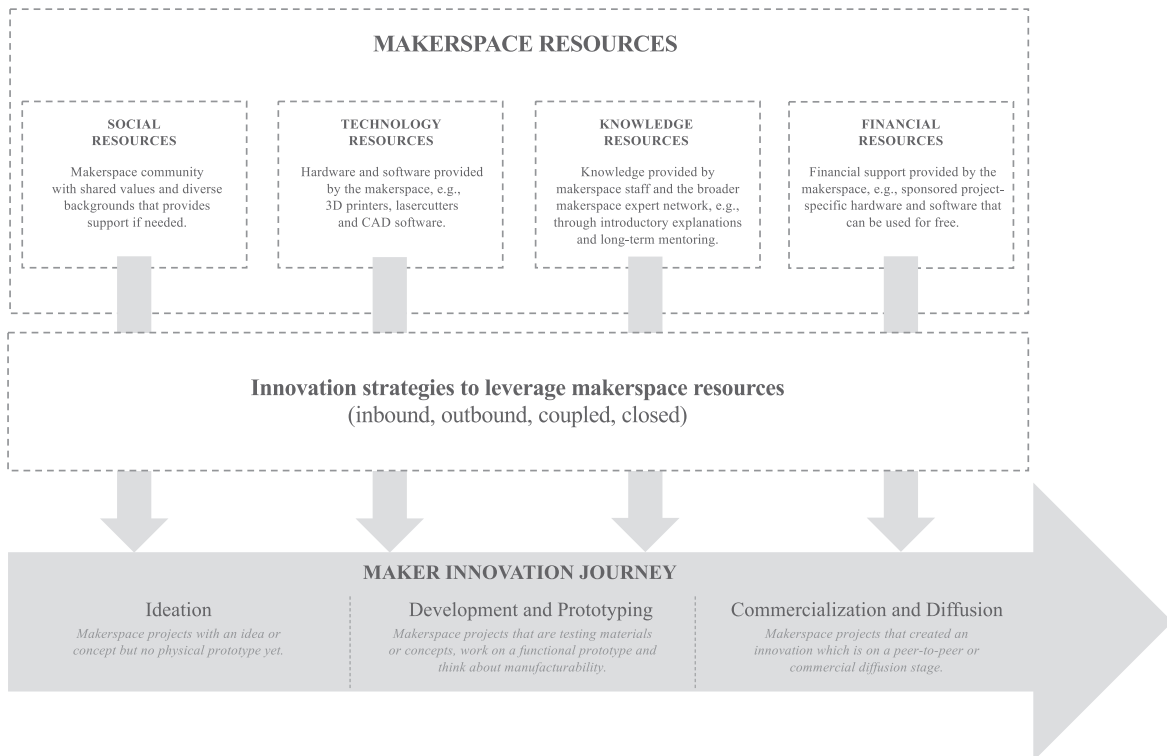 MAKERSPACE RESOURCES
SOCIAL
RESOURCES
Makerspace community
with shared values and diverse
backgrounds that provides
support if needed.
TECHNOLOGY
RESOURCES
Hardware and software provided
by the makerspace, e.g.,
3D printers, lasercutters
and CAD software.
KNOWLEDGE
RESOURCES
Knowledge provided by
makerspace staff and the broader
makerspace expert network, e.g.,
through introductory explanations
and long-term mentoring.
FINANCIAL
RESOURCES
Financial support provided by the
makerspace, e.g., sponsored project-
specific hardware and software that
can be used for free.
Innovation strategies to leverage makerspace resources
(inbound, outbound, coupled, closed)
MAKER INNOVATION JOURNEY
Ideation
Makerspace projects with an idea or
concept but no physical prototype yet.
Development and Prototyping
Makerspace projects that are testing materials
or concepts, work on a functional prototype and
think about manufacturability.
Commercialization and Diffusion
Makerspace projects that created an
innovation which is on a peer-to-peer or
commercial diffusion stage.